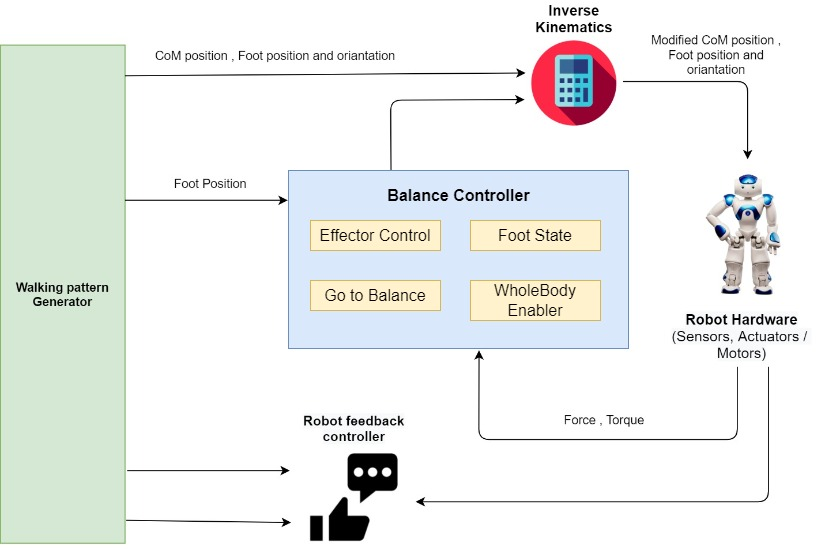 Inverse
Kinematics
CoM position , Foot position and oriantation
Modified CoM position ,
Foot position and
oriantation
Foot Position
Balance Controller
Effector Control
Foot State
Go to Balance
WholeBody
Enabler
Walking pattern
Generator
Robot Hardware
(Sensors, Actuators /
Motors)
Force , Torque
Robot feedback
controller